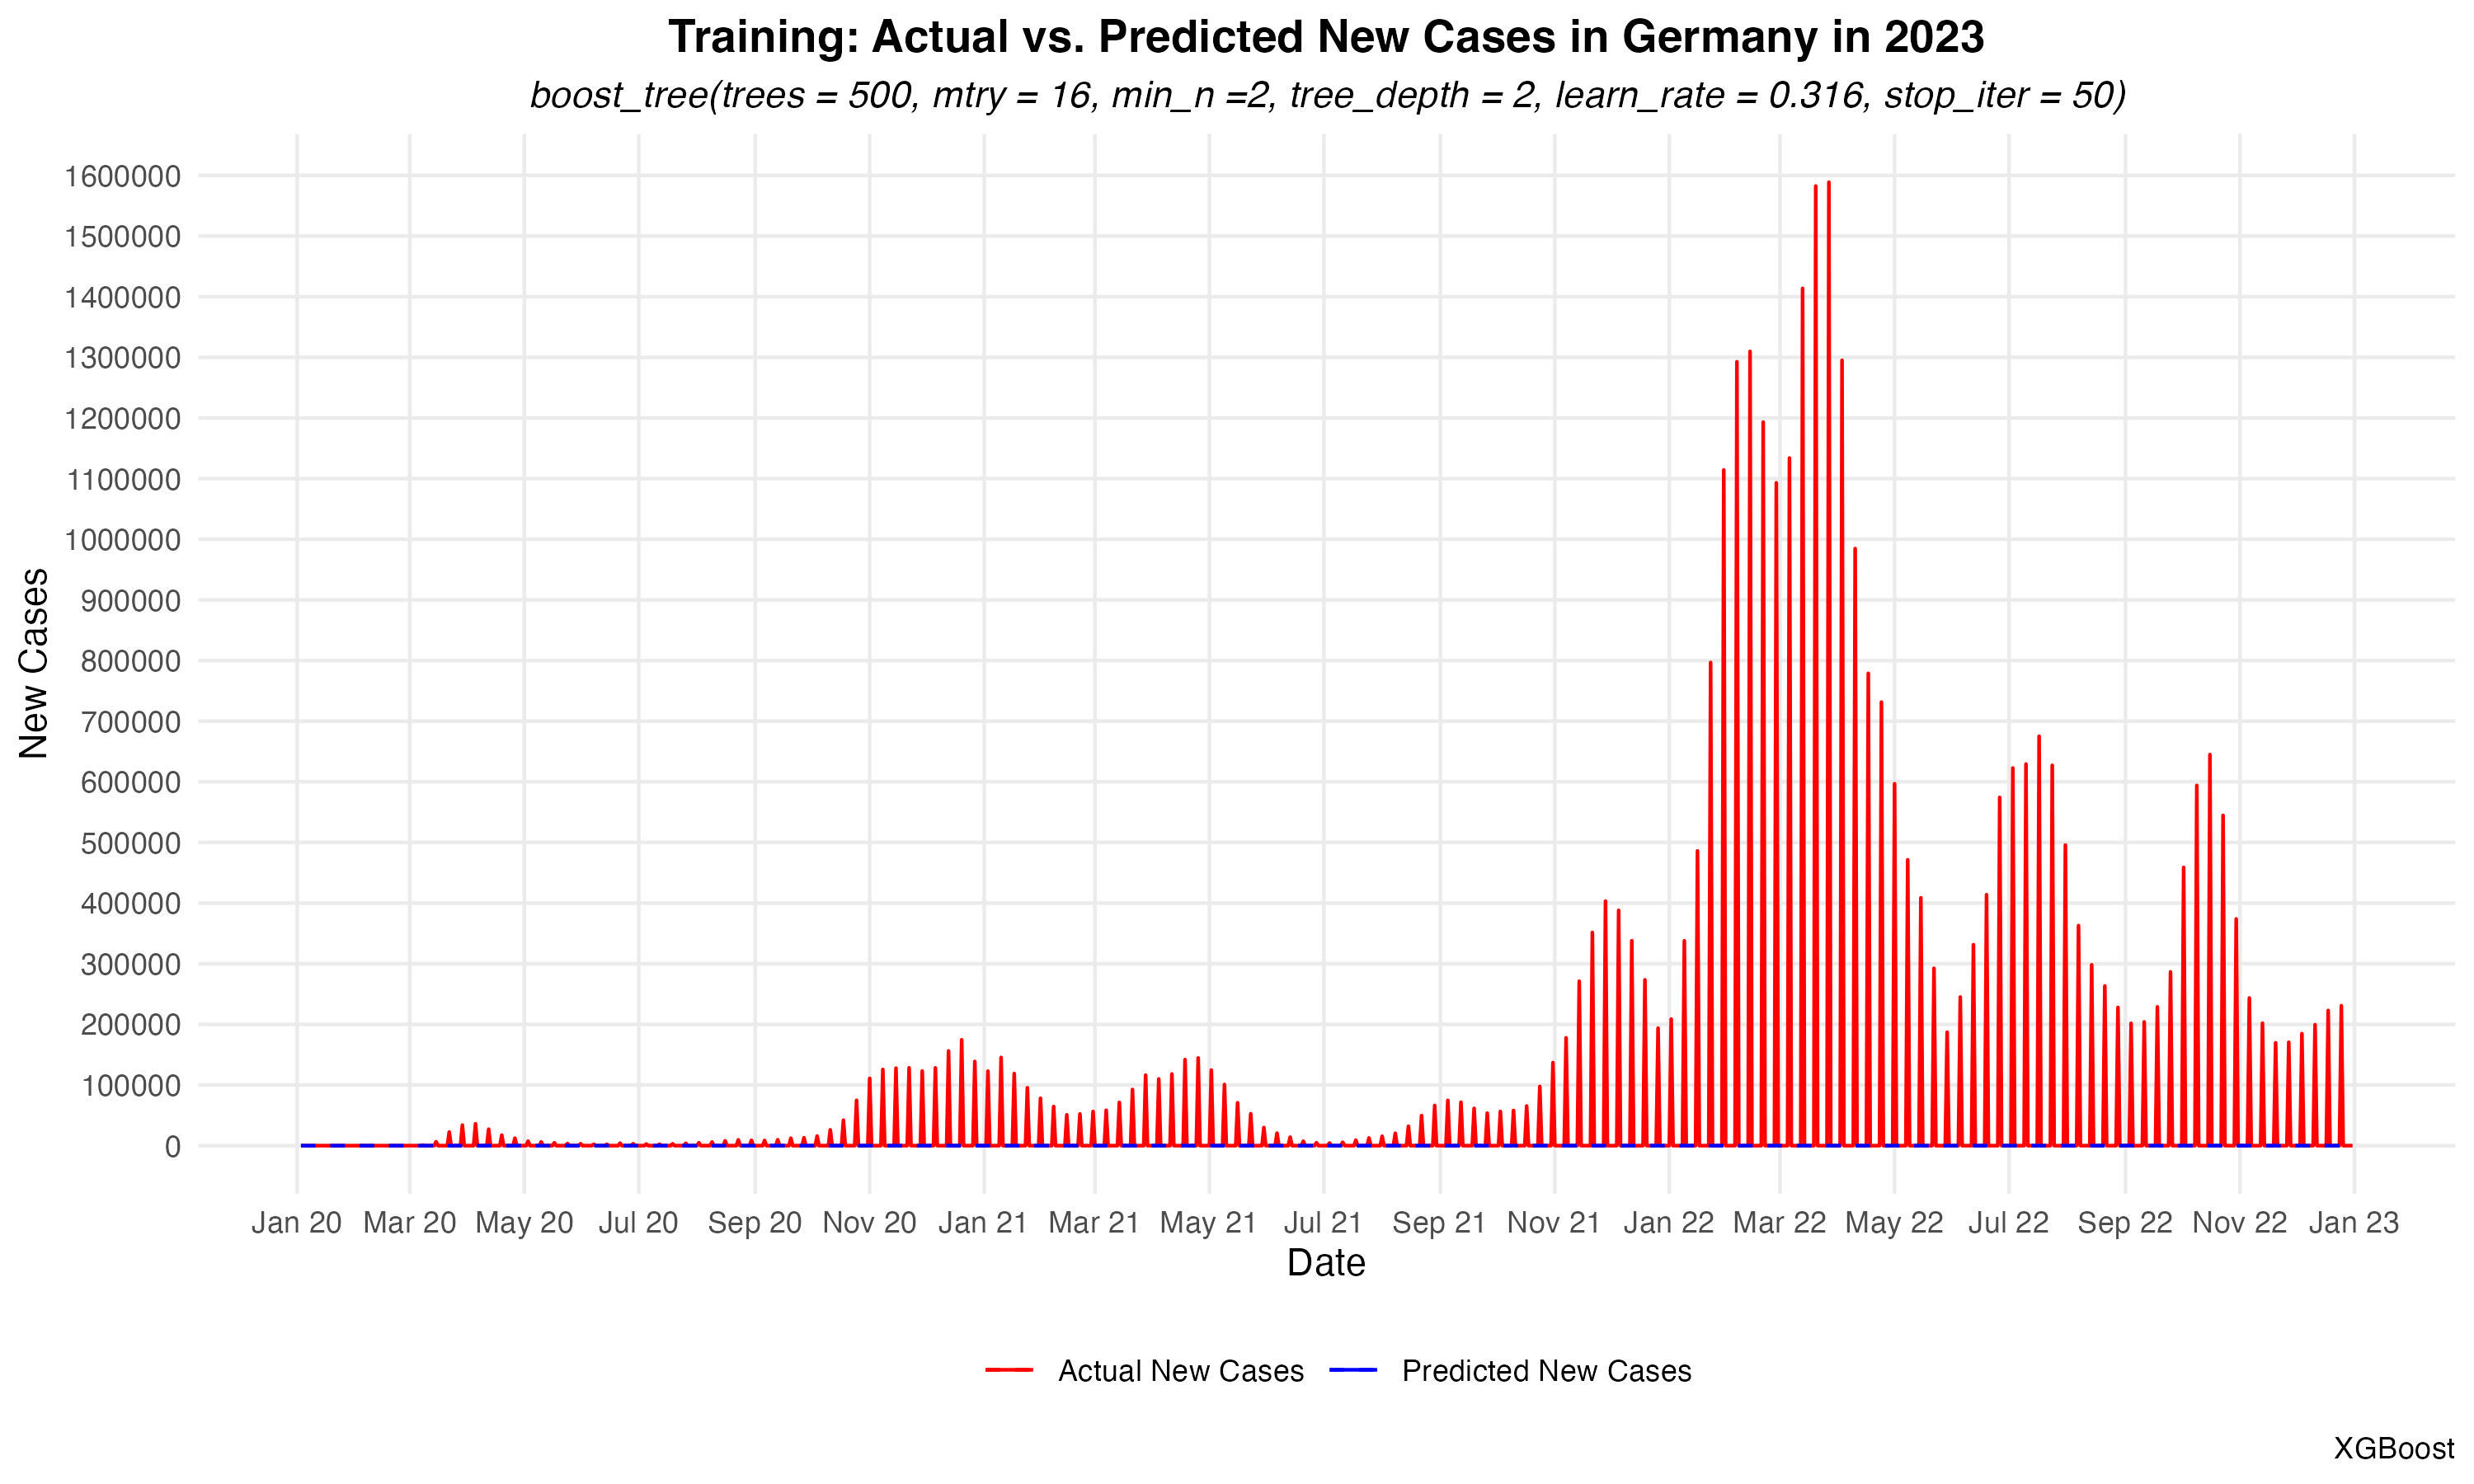 Training: Actual vs. Predicted New Cases in Germany in 2023
boost_tree(trees = 500, mtry = 16, min_n =2, tree_depth = 2, learn_rate = 0.316, stop_iter = 50)
New Cases
1600000
1500000
1400000
1300000
1200000
1100000
1000000
900000
800000
700000
600000
500000
400000
300000
200000
100000
0
Jan 20 Mar 20 May 20 Jul 20 Sep 20 Nov 20 Jan 21 Mar 21 May 21 Jul 21 Sep 21 Nov 21 Jan 22 Mar 22 May 22 Jul 22 Sep 22 Nov 22 Jan 23
Date
Actual New Cases Predicted New Cases
XGBoost